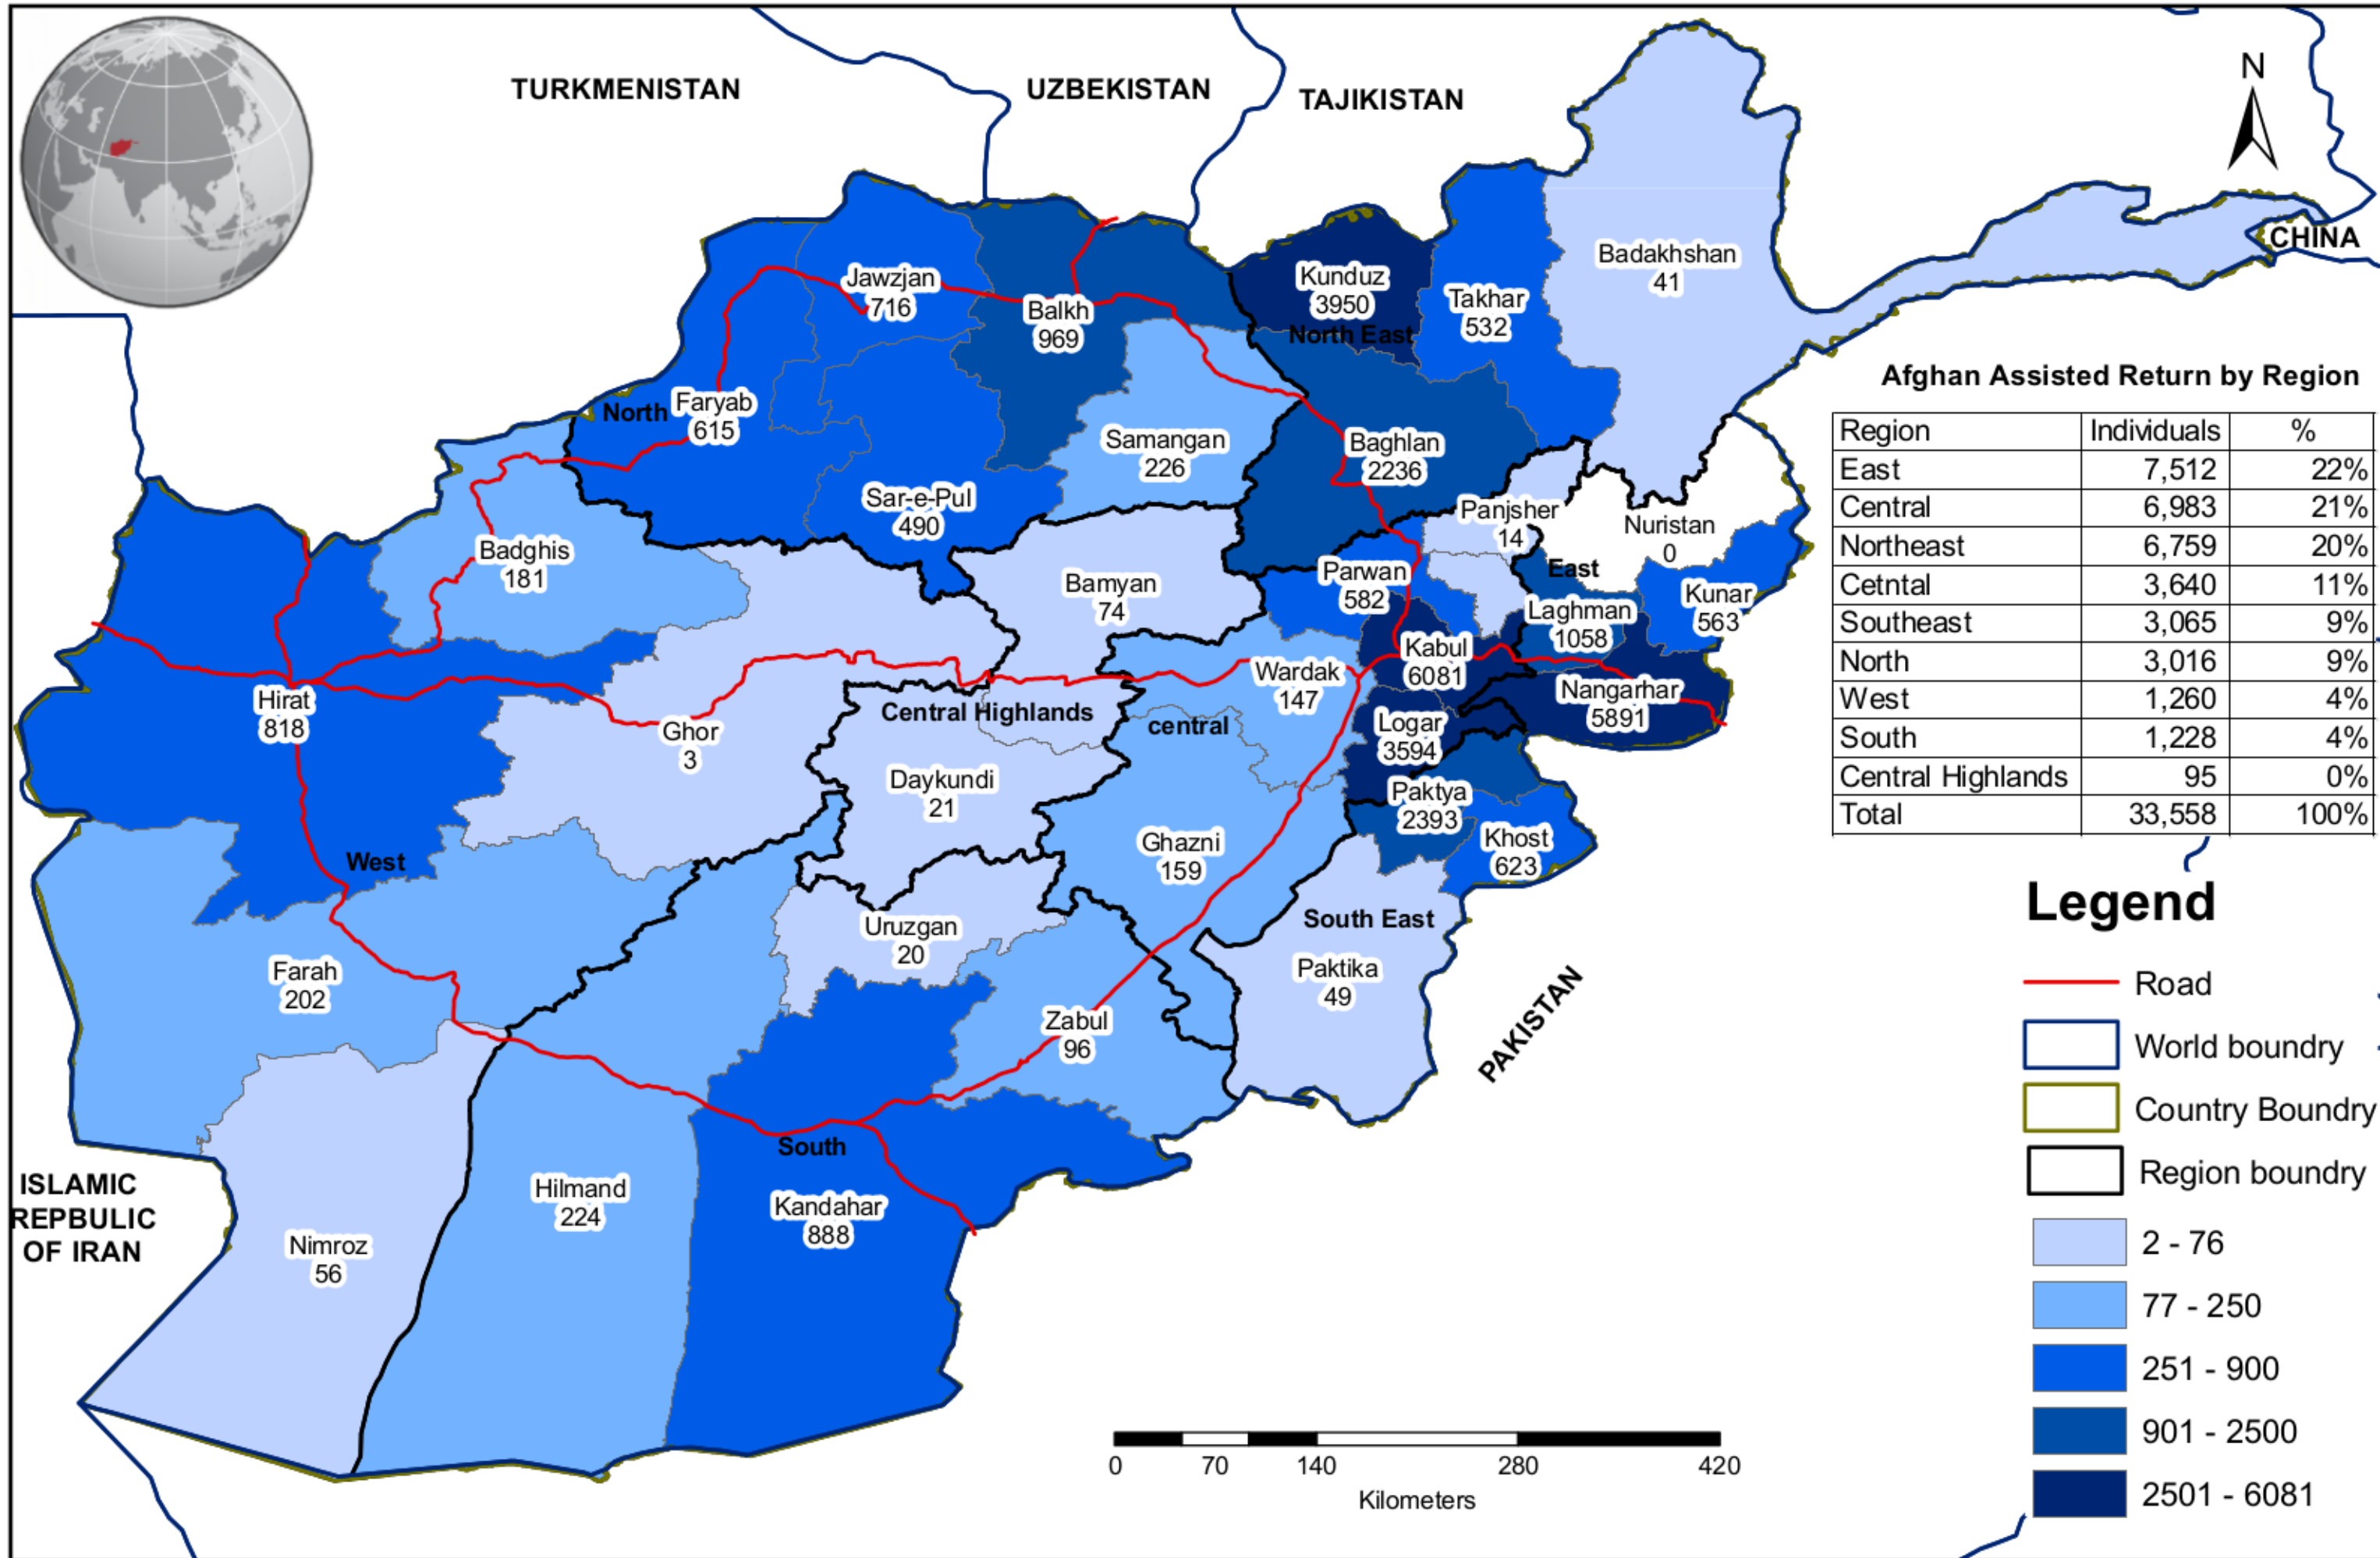 TURKMENISTAN
UZBEKISTAN
TAJIKISTAN
N
CHINA
Badakhshan
41
Kunduz
3950
North East
Takhar
532
Jawzjan
716
Balkh
969
North
Faryab
615
Samangan
226
Baghlan
2236
Sar-e-Pul
490
Panjsher
14
Nuristan
0
Badghis
181
Bamyan
74
Parwan
582
East
Laghman
1058
Kunar
563
Hirat
818
Ghor
3
Central Highlands
central
Wardak
147
Kabul
6081
Nangarhar
5891
Logar
3594
Daykundi
21
Paktya
2393
Khost
623
West
Ghazni
159
Uruzgan
20
South East
Paktika
49
Farah
202
Zabul
96
PAKISTAN
South
Hilmand
224
Kandahar
888
ISLAMIC
REPBULIC
OF IRAN
Nimroz
56
Afghan Assisted Return by Region
Region Individuals %
East 7,512 22%
Central 6,983 21%
Northeast 6,759 20%
Cetntal 3,640 11%
Southeast 3,065 9%
North 3,016 9%
West 1,260 4%
South 1,228 4%
Central Highlands 95 0%
Total 33,558 100%
Legend
Road
World boundry
Country Boundry
Region boundry
2 - 76
77 - 250
251 - 900
901 - 2500
2501 - 6081
0 70 140 280 420
Kilometers